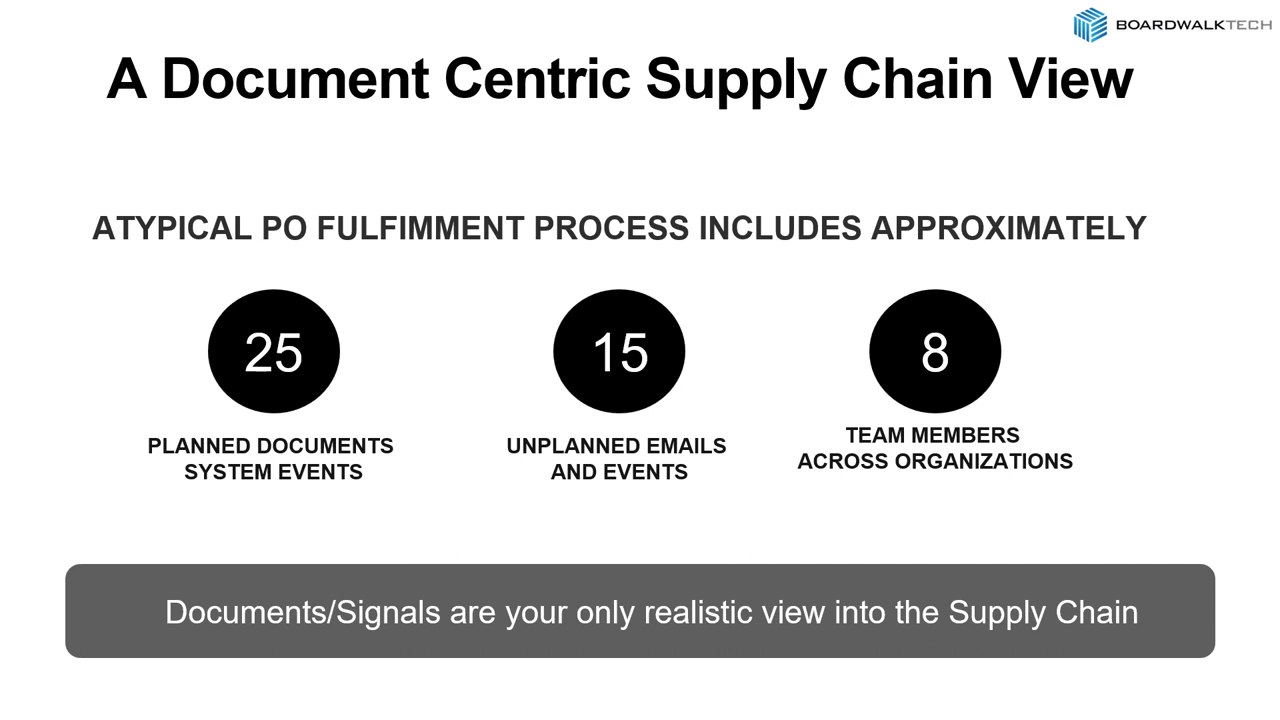 BOARDWALKTECH
A Document Centric Supply Chain View
ATYPICAL PO FULFIMMENT PROCESS INCLUDES APPROXIMATELY
25
15
8
PLANNED DOCUMENTS
SYSTEM EVENTS
UNPLANNED EMAILS
AND EVENTS
TEAM MEMBERS
ACROSS ORGANIZATIONS
Documents/Signals are your only realistic view into the Supply Chain